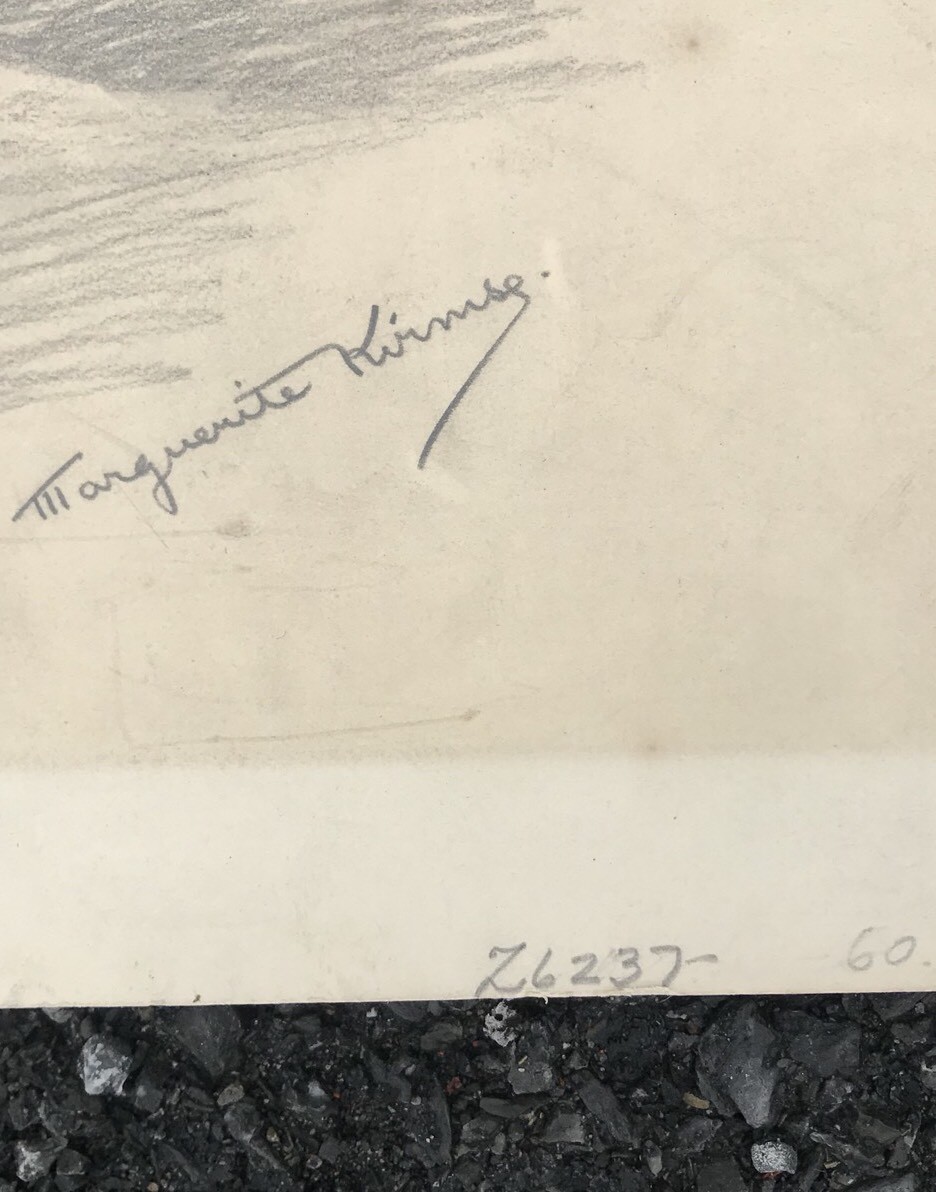 Marguerite Kirmse.
Z6237-
60.